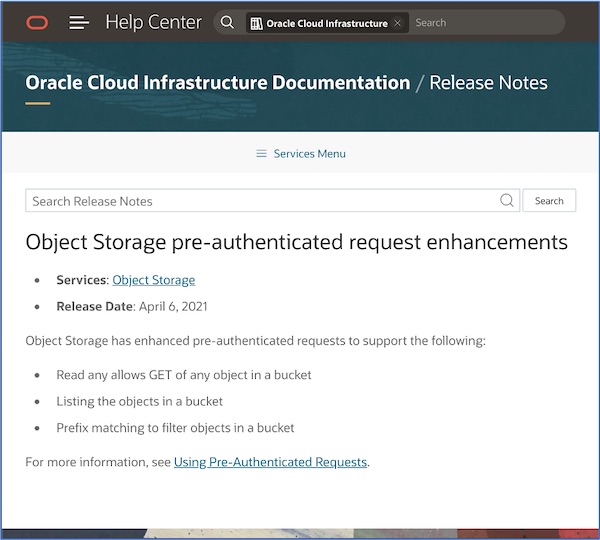 Help Center
Oracle Cloud Infrastructure
Search
Oracle Cloud Infrastructure Documentation / Release Notes
Services Menu
Search Release Notes
Search
Object Storage pre-authenticated request enhancements
• Services: Object Storage
• Release Date: April 6, 2021
Object Storage has enhanced pre-authenticated requests to support the following:
• Read any allows GET of any object in a bucket
• Listing the objects in a bucket
• Prefix matching to filter objects in a bucket
For more information, see Using Pre-Authenticated Requests.